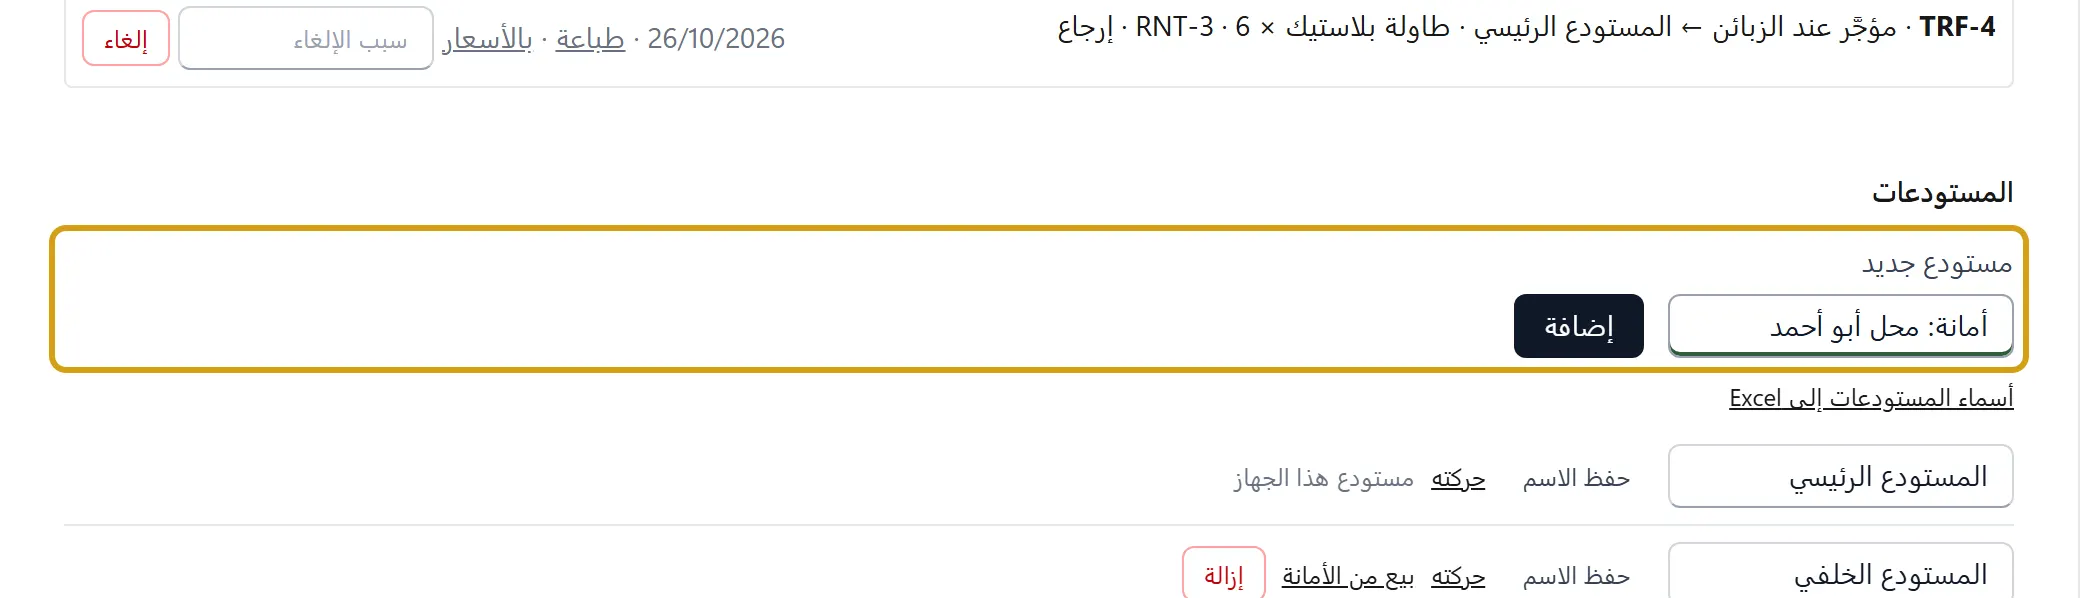 TRF-4 · مؤجَّر عند الزبائن ← المستودع الرئيسي · طاولة بلاستيك × 6 · RNT-3 · إرجاع
26/10/2026 · طباعة · بالأسعار سبب الإلغاء إلغاء
المستودعات
مستودع جديد
أمانة: محل أبو أحمد إضافة
أسماء المستودعات إلى Excel
المستودع الرئيسي حفظ الاسم حركته مستودع هذا الجهاز
المستودع الخلفي حفظ الاسم حركته بيع من الأمانة إزالة